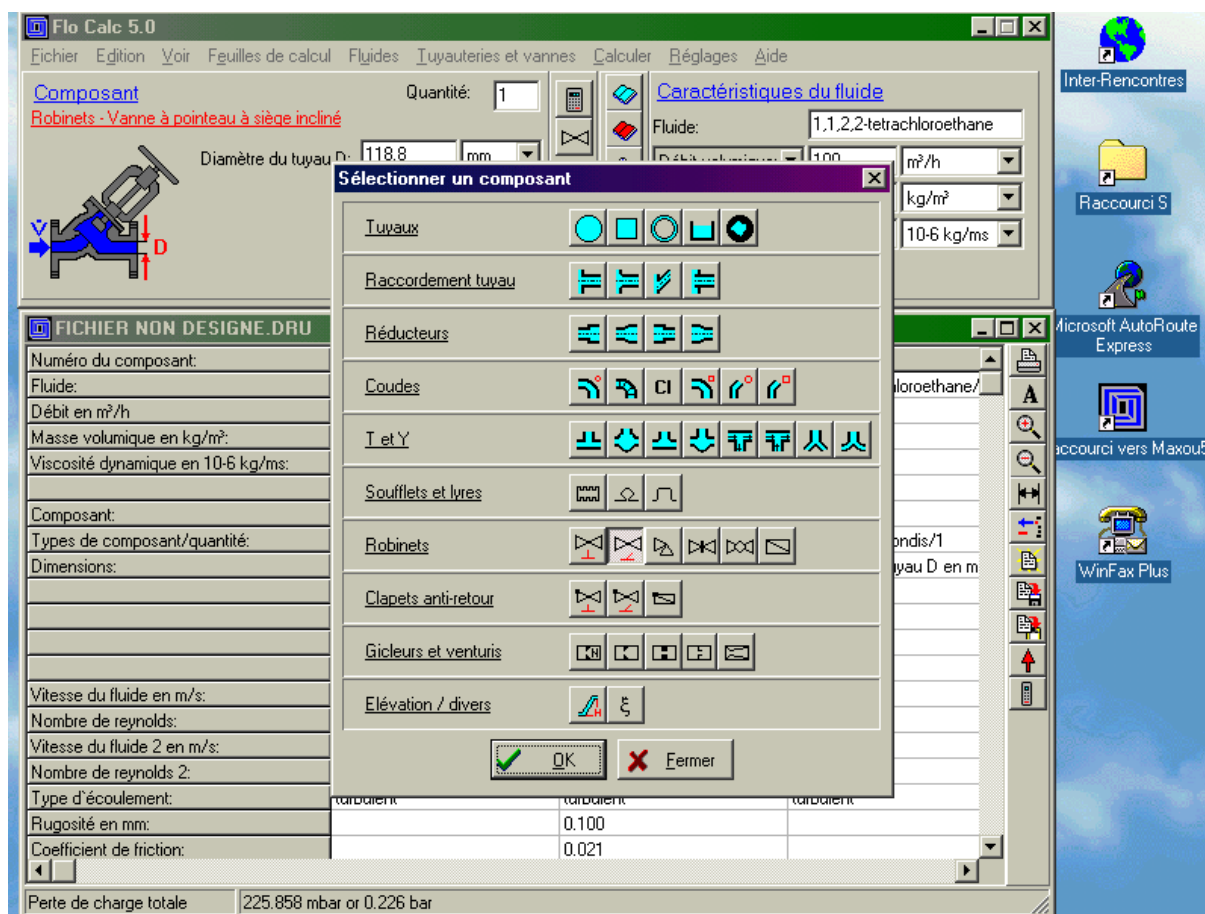 Flo Calc 5.0
Fichier Edition Voir Feuilles de calcul Fluides Tuyauteries et vannes Calculer Réglages Aide
Composant
Quantité: 1
Robinets - Vanne à pointeau à siège incliné
Diamètre du tuyau D: 118.8 mm
D
Caractéristiques du fluide
Fluide: 1,1,2,2-tetrachloroethane
Débit volumique: 100 m³/h
kg/m³
10-6 kg/ms
Inter-Rencontres
Raccourci S
Microsoft AutoRoute
Express
accourci vers Maxou5
WinFax Plus
Sélectionner un composant
Tuyaux
Raccordement tuyau
Réducteurs
Coudes
CI
T et Y
Soufflets et lyres
Robinets
Clapets anti-retour
Gicleurs et venturis
Elévation / divers
H ξ
OK Fermer
FICHIER NON DESIGNE.DRU
Numéro du composant:
Fluide: loroethane/
Débit en m³/h
Masse volumique en kg/m³:
Viscosité dynamique en 10-6 kg/ms:
Composant:
Types de composant/quantité: ondis/1
Dimensions: yau D en m
Vitesse du fluide en m/s:
Nombre de reynolds:
Vitesse du fluide 2 en m/s:
Nombre de reynolds 2:
Type d`écoulement: turbulent turbulent turbulent
Rugosité en mm: 0.100
Coefficient de friction: 0.021
A
Perte de charge totale 225.858 mbar or 0.226 bar